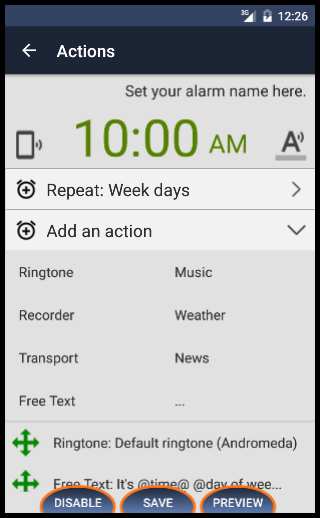 3G 12:26
Actions
Set your alarm name here.
10:00 AM A
Repeat: Week days
Add an action
Ringtone Music
Recorder Weather
Transport News
Free Text ...
Ringtone: Default ringtone (Andromeda)
Free Text: It's @time@ @day of wee...
DISABLE SAVE PREVIEW